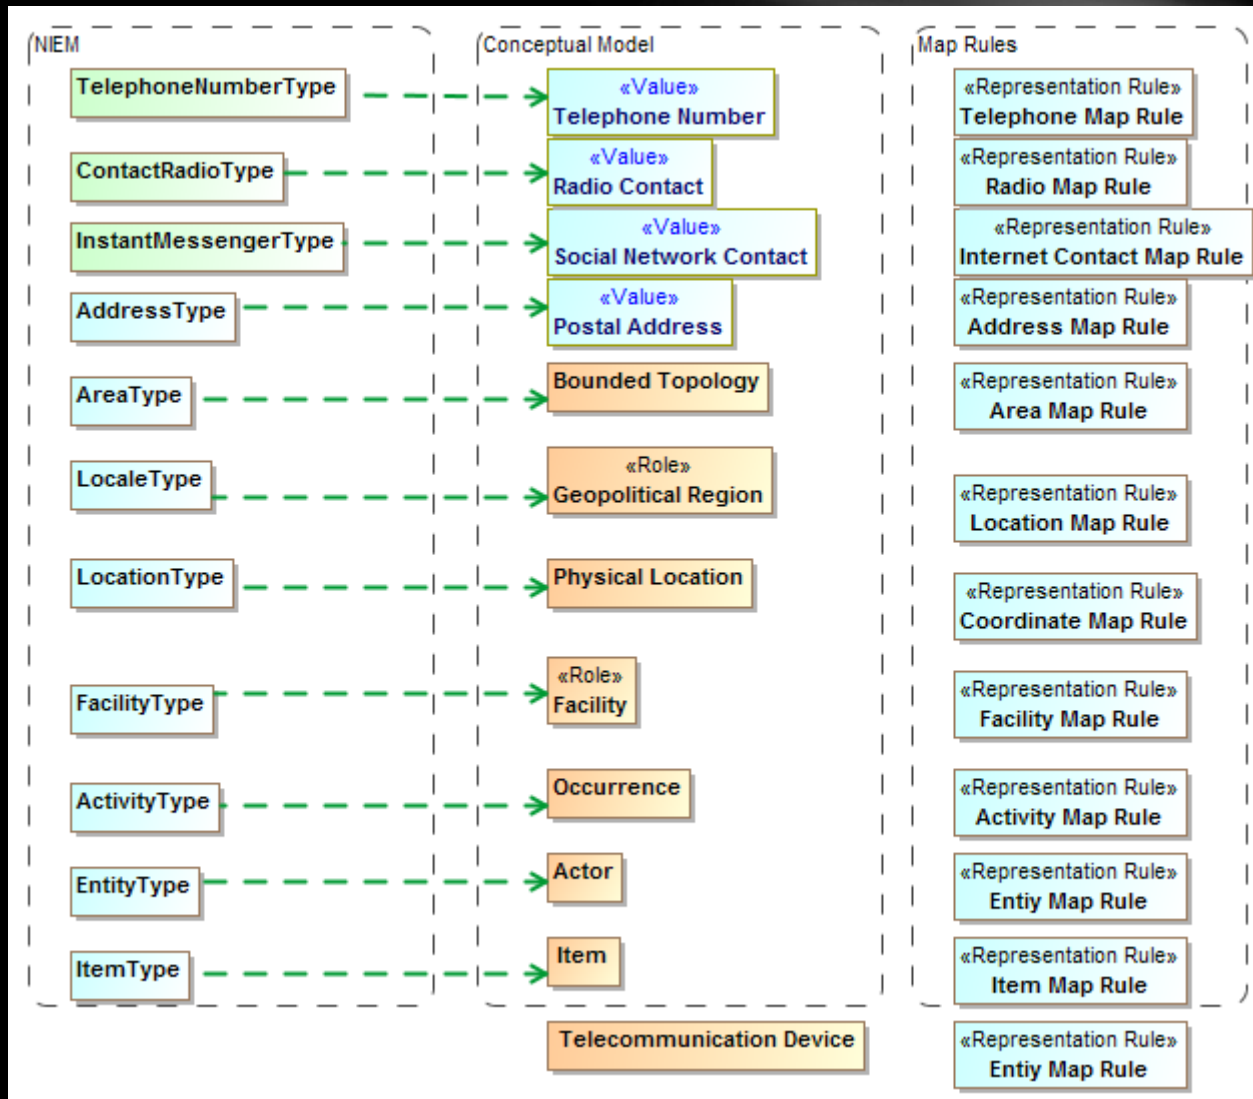 NIEM
TelephoneNumberType
ContactRadioType
InstantMessengerType
AddressType
AreaType
LocaleType
LocationType
FacilityType
ActivityType
EntityType
ItemType
Conceptual Model
«Value»
Telephone Number
«Value»
Radio Contact
«Value»
Social Network Contact
«Value»
Postal Address
Bounded Topology
«Role»
Geopolitical Region
Physical Location
«Role»
Facility
Occurrence
Actor
Item
Telecommunication Device
Map Rules
«Representation Rule»
Telephone Map Rule
«Representation Rule»
Radio Map Rule
«Representation Rule»
Internet Contact Map Rule
«Representation Rule»
Address Map Rule
«Representation Rule»
Area Map Rule
«Representation Rule»
Location Map Rule
«Representation Rule»
Coordinate Map Rule
«Representation Rule»
Facility Map Rule
«Representation Rule»
Activity Map Rule
«Representation Rule»
Entiy Map Rule
«Representation Rule»
Item Map Rule
«Representation Rule»
Entiy Map Rule